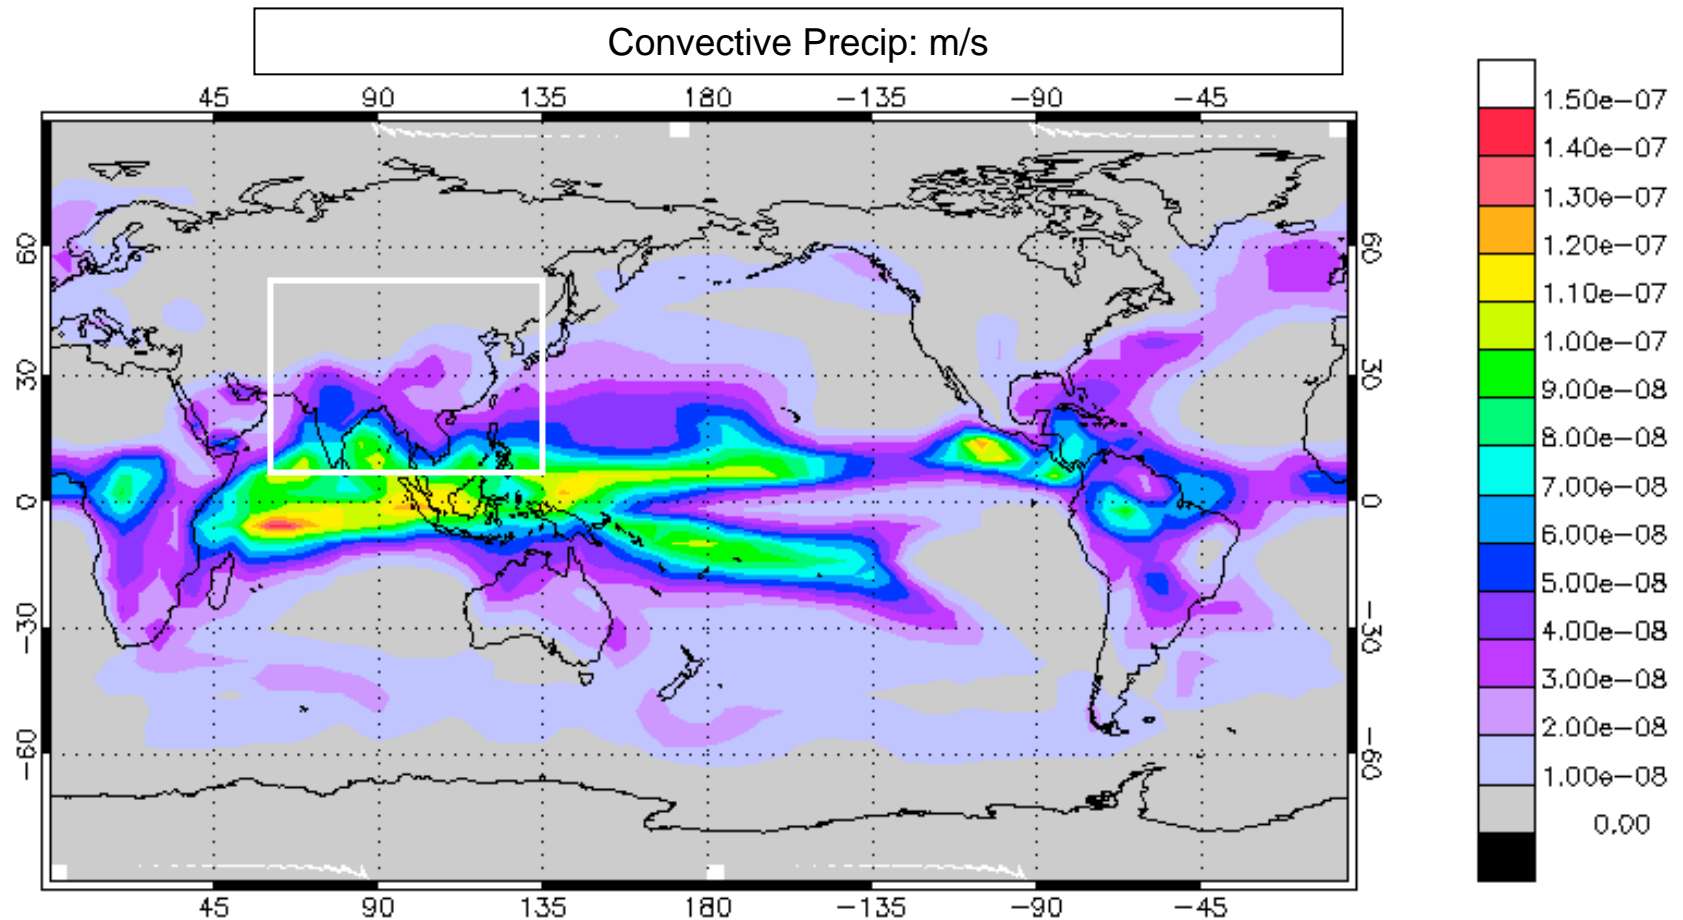 Convective Precip: m/s
45 90 135 180 −135 −90 −45
60 60
30 30
0 0
−30 −30
−60 −60
45 90 135 180 −135 −90 −45
1.50e−07
1.40e−07
1.30e−07
1.20e−07
1.10e−07
1.00e−07
9.00e−08
8.00e−08
7.00e−08
6.00e−08
5.00e−08
4.00e−08
3.00e−08
2.00e−08
1.00e−08
0.00